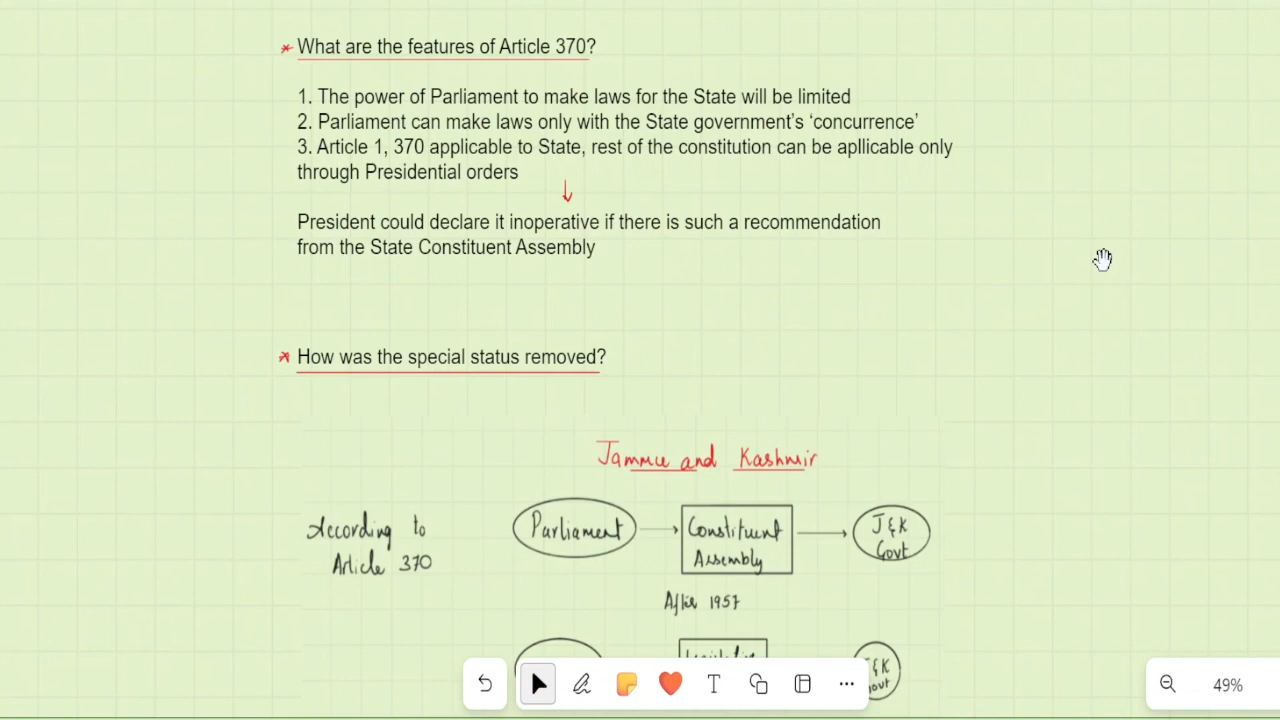 What are the features of Article 370?
1. The power of Parliament to make laws for the State will be limited
2. Parliament can make laws only with the State government's ‘concurrence’
3. Article 1, 370 applicable to State, rest of the constitution can be apllicable only
through Presidential orders
President could declare it inoperative if there is such a recommendation
from the State Constituent Assembly
How was the special status removed?
Jammu and Kashmir
According to
Article 370
Parliament
Constituent
Assembly
J&K
Govt
After 1957
J&K
Govt
T
49%